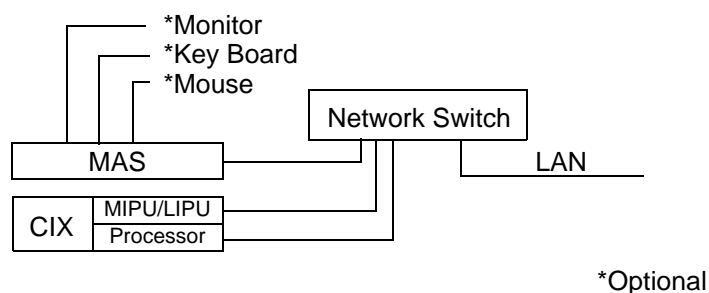 *Monitor
*Key Board
*Mouse
Network Switch
MAS
LAN
CIX
MIPU/LIPU
Processor
*Optional